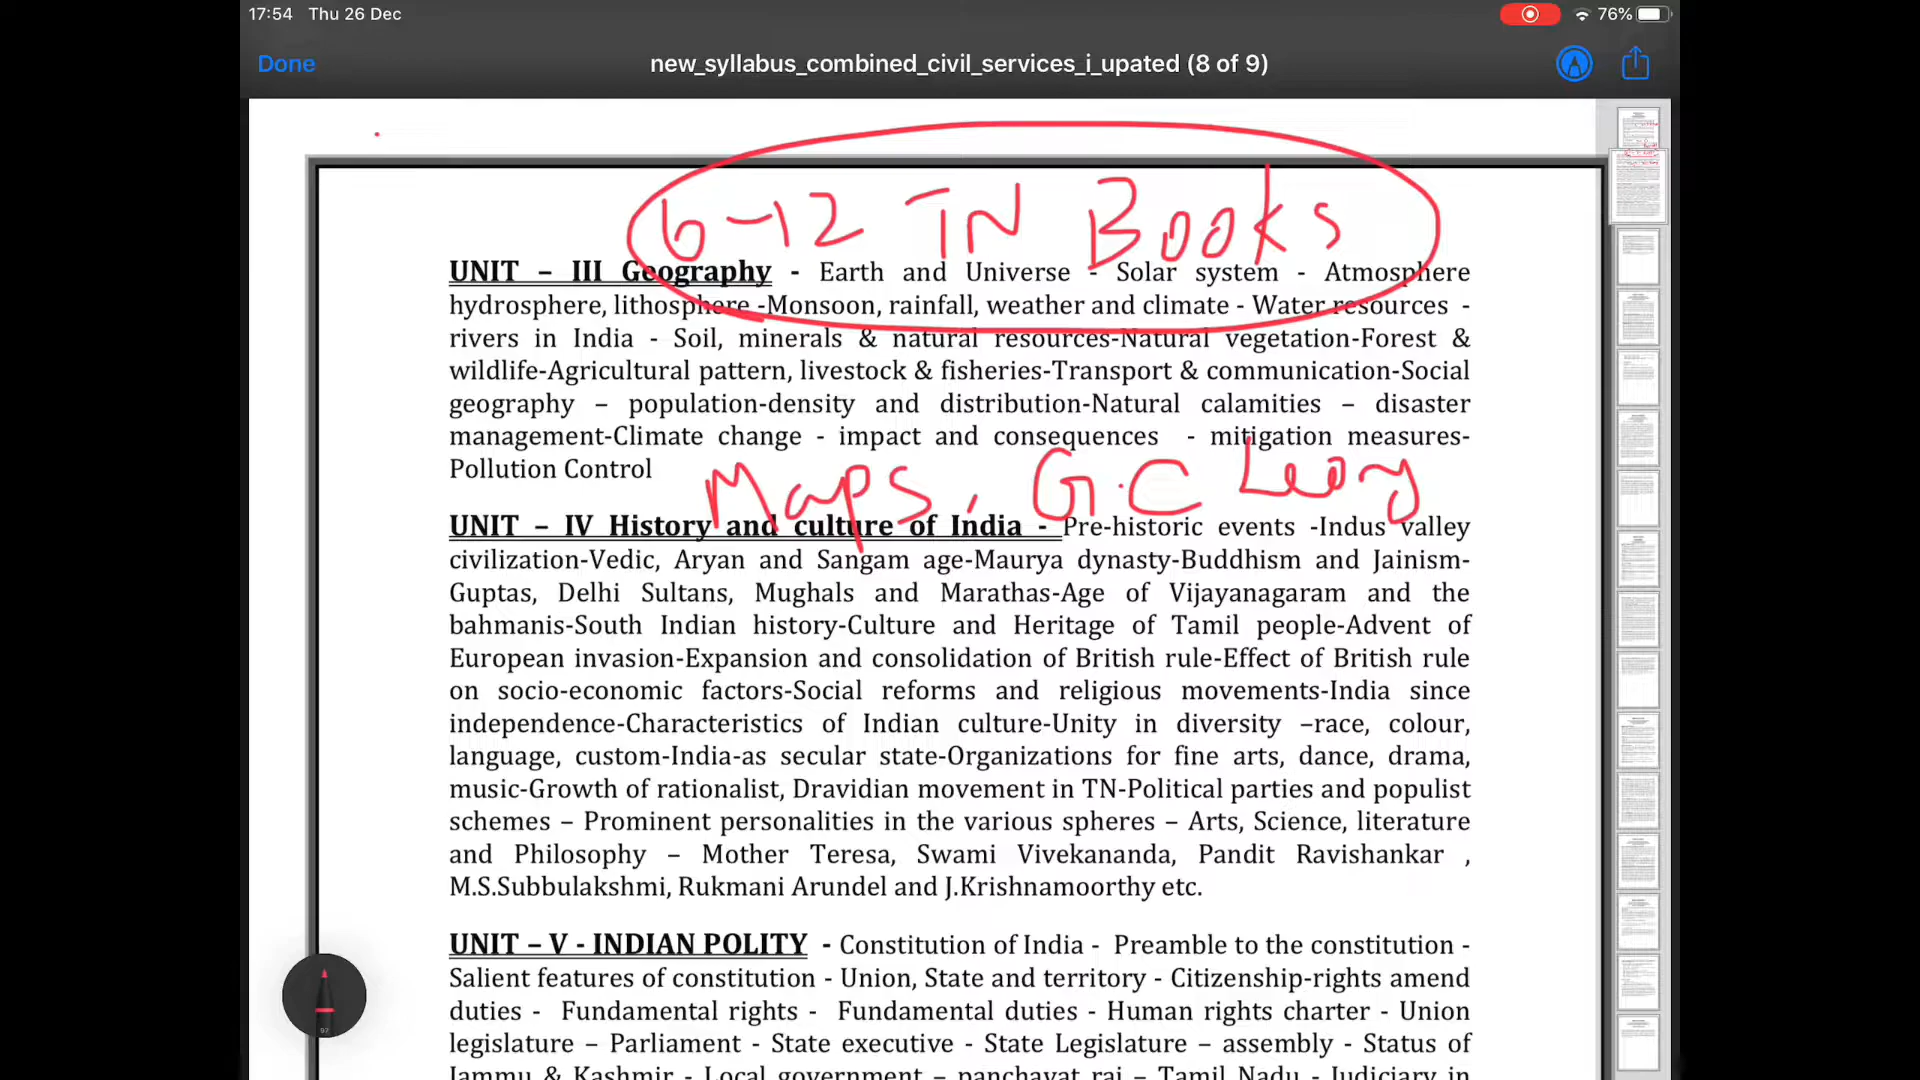 17:54 Thu 26 Dec
76%
Done
new_syllabus_combined_civil_services_i_upated (8 of 9)
6-12 TN Books
UNIT – III Geography - Earth and Universe - Solar system - Atmosphere
hydrosphere, lithosphere -Monsoon, rainfall, weather and climate - Water resources -
rivers in India - Soil, minerals & natural resources-Natural vegetation-Forest &
wildlife-Agricultural pattern, livestock & fisheries-Transport & communication-Social
geography – population-density and distribution-Natural calamities – disaster
management-Climate change - impact and consequences - mitigation measures-
Pollution Control
Maps, G.C Leong
UNIT – IV History and culture of India - Pre-historic events -Indus valley
civilization-Vedic, Aryan and Sangam age-Maurya dynasty-Buddhism and Jainism-
Guptas, Delhi Sultans, Mughals and Marathas-Age of Vijayanagaram and the
bahmanis-South Indian history-Culture and Heritage of Tamil people-Advent of
European invasion-Expansion and consolidation of British rule-Effect of British rule
on socio-economic factors-Social reforms and religious movements-India since
independence-Characteristics of Indian culture-Unity in diversity –race, colour,
language, custom-India-as secular state-Organizations for fine arts, dance, drama,
music-Growth of rationalist, Dravidian movement in TN-Political parties and populist
schemes – Prominent personalities in the various spheres – Arts, Science, literature
and Philosophy – Mother Teresa, Swami Vivekananda, Pandit Ravishankar ,
M.S.Subbulakshmi, Rukmani Arundel and J.Krishnamoorthy etc.
UNIT – V - INDIAN POLITY - Constitution of India - Preamble to the constitution -
Salient features of constitution - Union, State and territory - Citizenship-rights amend
duties - Fundamental rights - Fundamental duties - Human rights charter - Union
legislature – Parliament - State executive - State Legislature – assembly - Status of
Jammu & Kashmir - Local government – panchayat raj – Tamil Nadu - Judiciary in